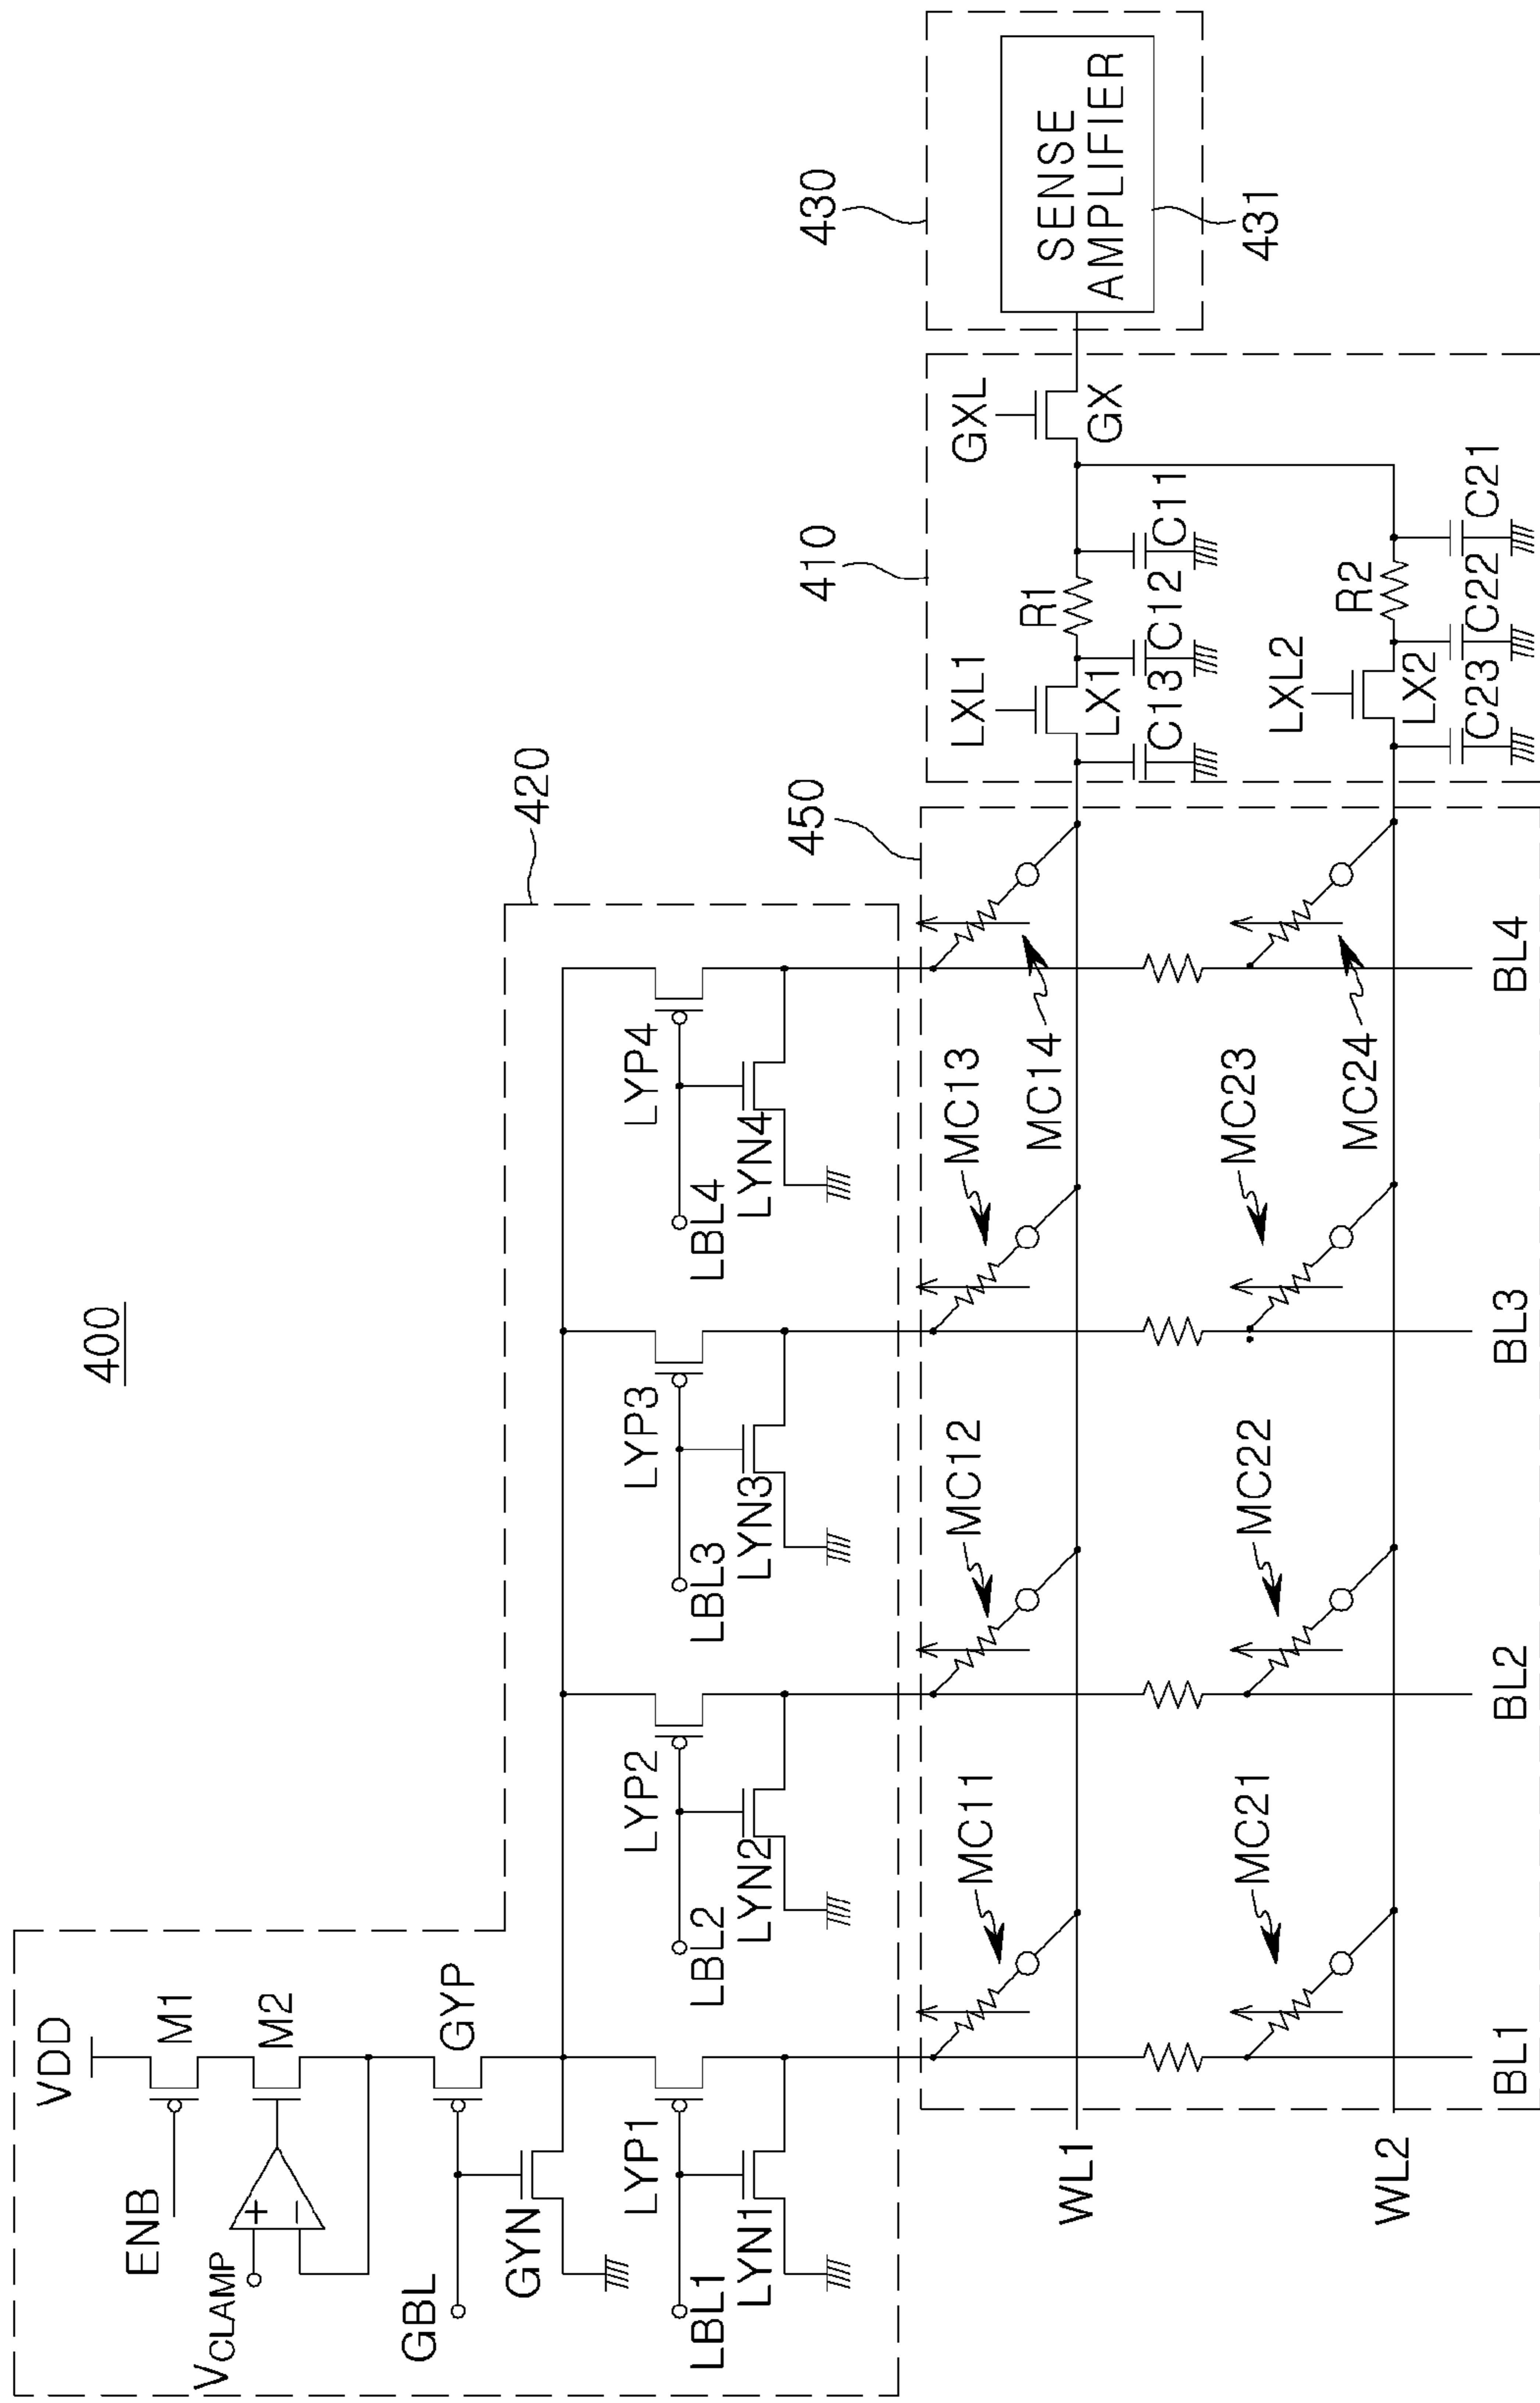 400
VDD
M1
ENB
M2
+
−
VCLAMP
GYP
GBL
GYN
420
LYP1
LBL1
LYN1
LYP2
LBL2
LYN2
LYP3
LBL3
LYN3
LYP4
LBL4
LYN4
450
MC11
MC12
MC13
MC14
WL1
MC21
MC22
MC23
MC24
WL2
BL1
BL2
BL3
BL4
410
LXL1
LX1
R1
C13
C12
C11
GXL
GX
LXL2
LX2
R2
C23
C22
C21
430
SENSE
AMPLIFIER
431